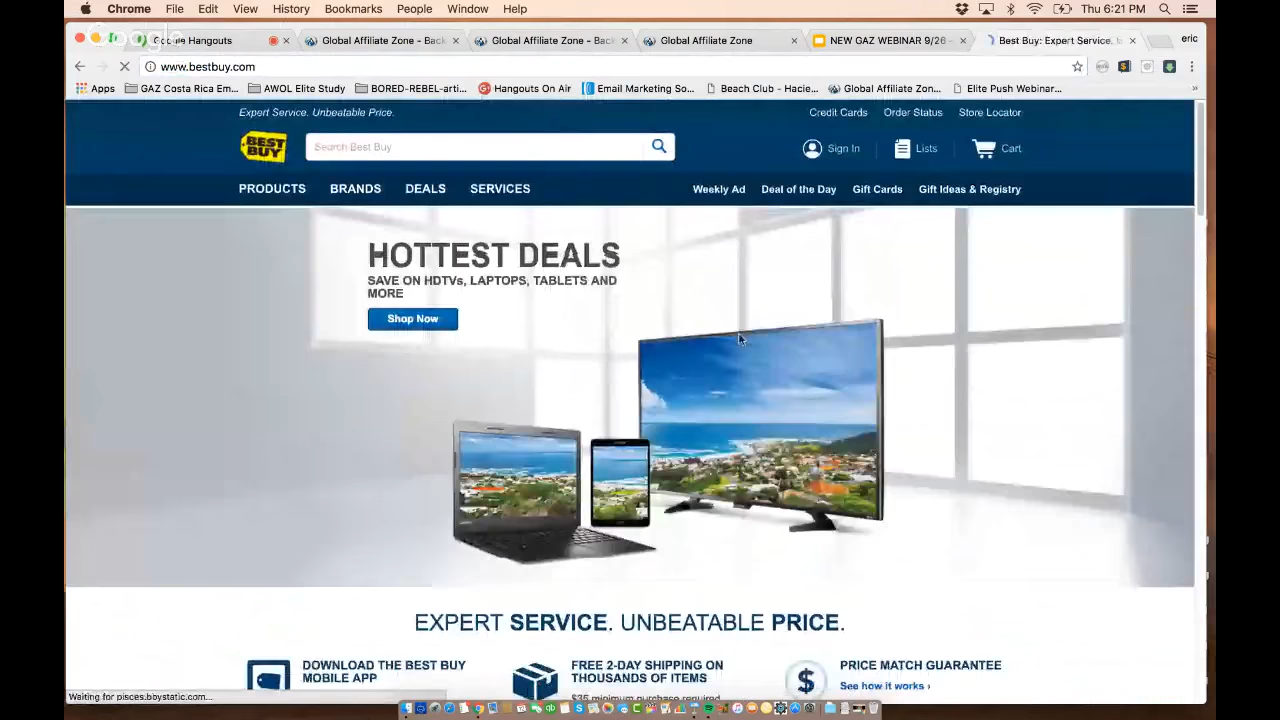 Chrome File Edit View History Bookmarks People Window Help Thu 6:21 PM
Google Hangouts Global Affiliate Zone - Back Global Affiliate Zone - Back Global Affiliate Zone NEW GAZ WEBINAR 9/26 - Best Buy: Expert Service, eric
Google
www.bestbuy.com
Apps GAZ Costa Rica Em... AWOL Elite Study BORED-REBEL-arti... Hangouts On Air Email Marketing So... Beach Club - Hacie... Global Affiliate Zon... Elite Push Webinar... »
Expert Service. Unbeatable Price. Credit Cards Order Status Store Locator
BEST BUY Search Best Buy Sign In Lists Cart
PRODUCTS BRANDS DEALS SERVICES Weekly Ad Deal of the Day Gift Cards Gift Ideas & Registry
HOTTEST DEALS
SAVE ON HDTVs, LAPTOPS, TABLETS AND
MORE
Shop Now
EXPERT SERVICE. UNBEATABLE PRICE.
DOWNLOAD THE BEST BUY
MOBILE APP
FREE 2-DAY SHIPPING ON
THOUSANDS OF ITEMS
$35 minimum purchase required
PRICE MATCH GUARANTEE
See how it works ›
Waiting for pisces.bbystatic.com...